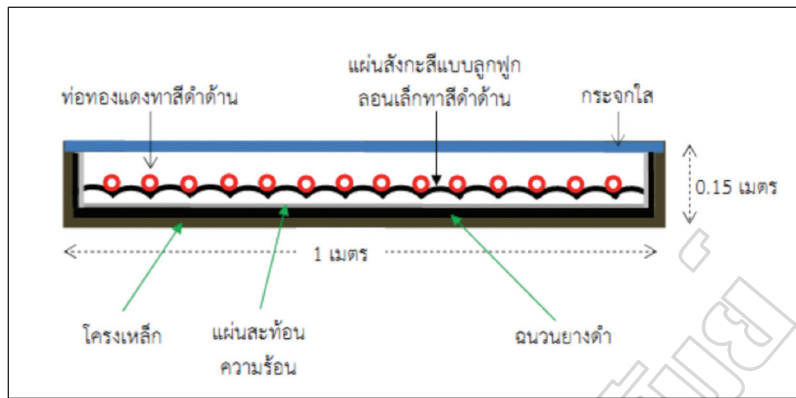 แผ่นสังกะสีแบบลูกฟูก
ลอนเล็กทาสีดำด้าน
ท่อทองแดงทาสีดำด้าน
กระจกใส
0.15 เมตร
1 เมตร
โครงเหล็ก
แผ่นสะท้อน
ความร้อน
ฉนวนยางดำ